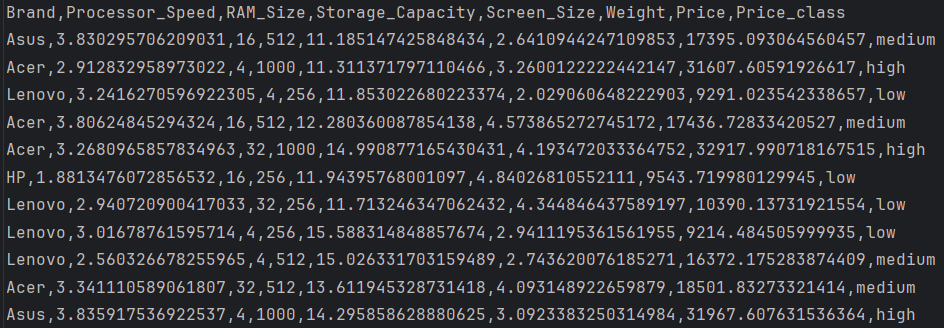 Brand,Processor_Speed,RAM_Size,Storage_Capacity,Screen_Size,Weight,Price,Price_class
Asus,3.830295706209031,16,512,11.185147425848434,2.6410944247109853,17395.093064560457,medium
Acer,2.912832958973022,4,1000,11.311371797110466,3.2600122222442147,31607.60591926617,high
Lenovo,3.2416270596922305,4,256,11.853022680223374,2.029060648222903,9291.023542338657,low
Acer,3.80624845294324,16,512,12.280360087854138,4.573865272745172,17436.72833420527,medium
Acer,3.2680965857834963,32,1000,14.990877165430431,4.193472033364752,32917.990718167515,high
HP,1.8813476072856532,16,256,11.94395768001097,4.84026810552111,9543.719980129945,low
Lenovo,2.940720900417033,32,256,11.713246347062432,4.344846437589197,10390.13731921554,low
Lenovo,3.01678761595714,4,256,15.588314848857674,2.9411195361561955,9214.484505999935,low
Lenovo,2.560326678255965,4,512,15.026331703159489,2.743620076185271,16372.175283874409,medium
Acer,3.341110589061807,32,512,13.611945328731418,4.093148922659879,18501.83273321414,medium
Asus,3.835917536922537,4,1000,14.295858628880625,3.0923383250314984,31967.607631536364,high